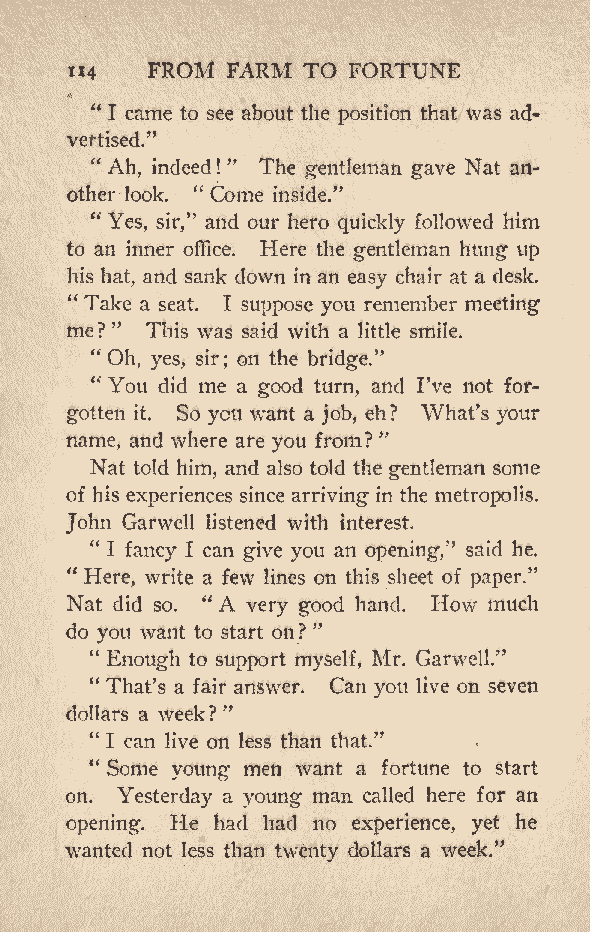 114 FROM FARM TO FORTUNE
“ I came to see about the position that was ad-
vertised.”
“ Ah, indeed! ” The gentleman gave Nat an-
other look. “ Come inside.”
“ Yes, sir,” and our hero quickly followed him
to an inner office. Here the gentleman hung up
his hat, and sank down in an easy chair at a desk.
“ Take a seat. I suppose you remember meeting
me? ” This was said with a little smile.
“ Oh, yes, sir; on the bridge.”
“ You did me a good turn, and I’ve not for-
gotten it. So you want a job, eh? What’s your
name, and where are you from? ”
Nat told him, and also told the gentleman some
of his experiences since arriving in the metropolis.
John Garwell listened with interest.
“ I fancy I can give you an opening,” said he.
“ Here, write a few lines on this sheet of paper.”
Nat did so. “ A very good hand. How much
do you want to start on? ”
“ Enough to support myself, Mr. Garwell.”
“ That’s a fair answer. Can you live on seven
dollars a week? ”
“ I can live on less than that.”
“ Some young men want a fortune to start
on. Yesterday a young man called here for an
opening. He had had no experience, yet he
wanted not less than twenty dollars a week.”